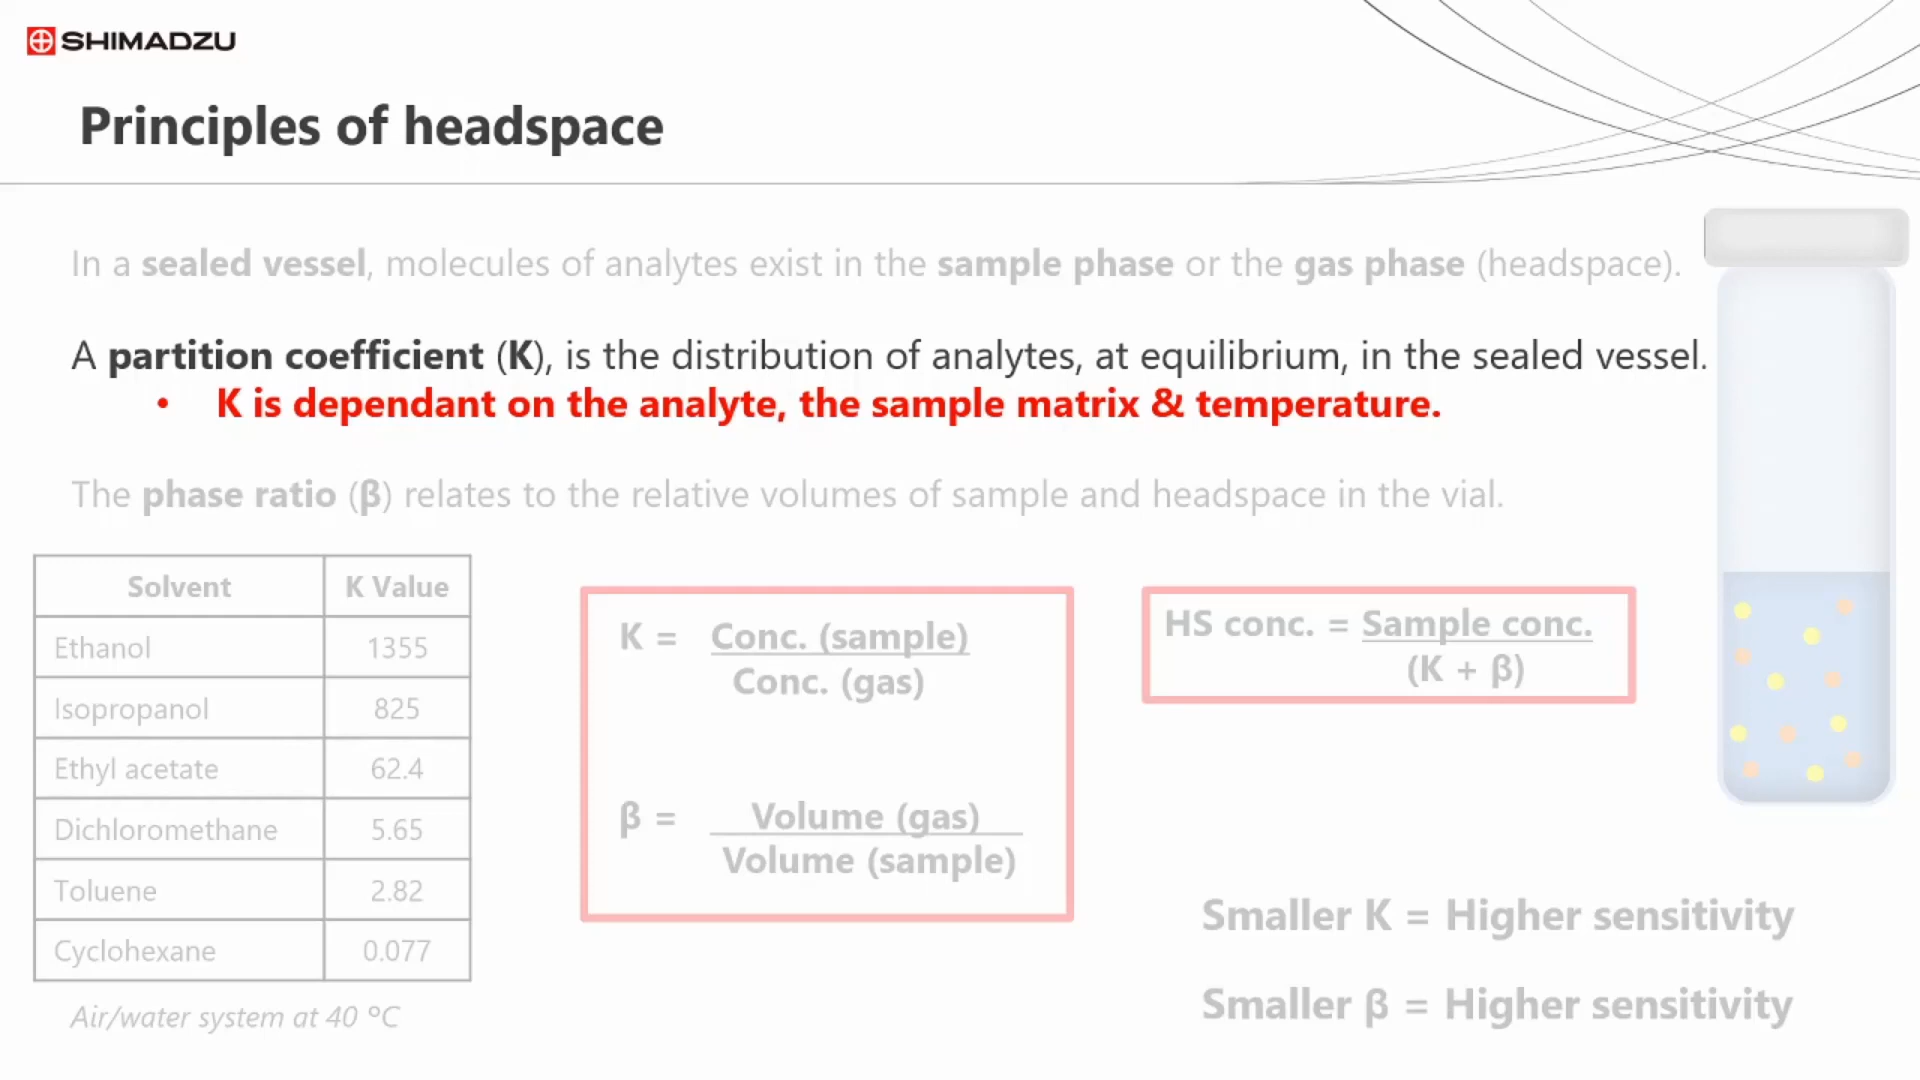 SHIMADZU
Principles of headspace
In a sealed vessel, molecules of analytes exist in the sample phase or the gas phase (headspace).
A partition coefficient (K), is the distribution of analytes, at equilibrium, in the sealed vessel.
• K is dependant on the analyte, the sample matrix & temperature.
The phase ratio (β) relates to the relative volumes of sample and headspace in the vial.
Solvent K Value
Ethanol 1355
Isopropanol 825
Ethyl acetate 62.4
Dichloromethane 5.65
Toluene 2.82
Cyclohexane 0.077
Air/water system at 40 °C
K = Conc. (sample)
Conc. (gas)
β = Volume (gas)
Volume (sample)
HS conc. = Sample conc.
(K + β)
Smaller K = Higher sensitivity
Smaller β = Higher sensitivity